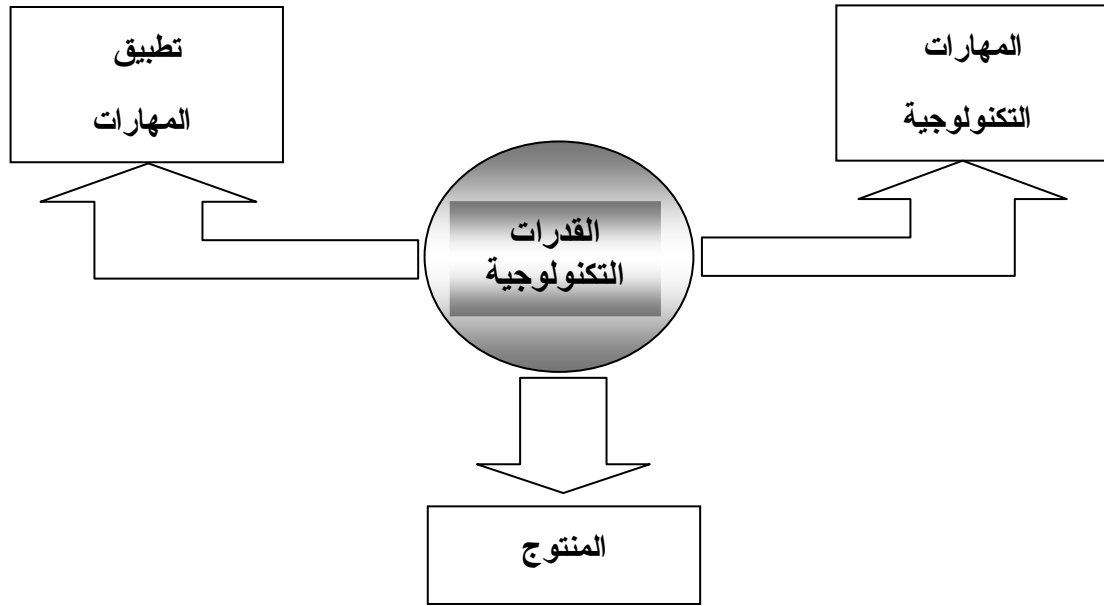 المهارات
التكنولوجية
تطبيق
المهارات
القدرات
التكنولوجية
المنتوج